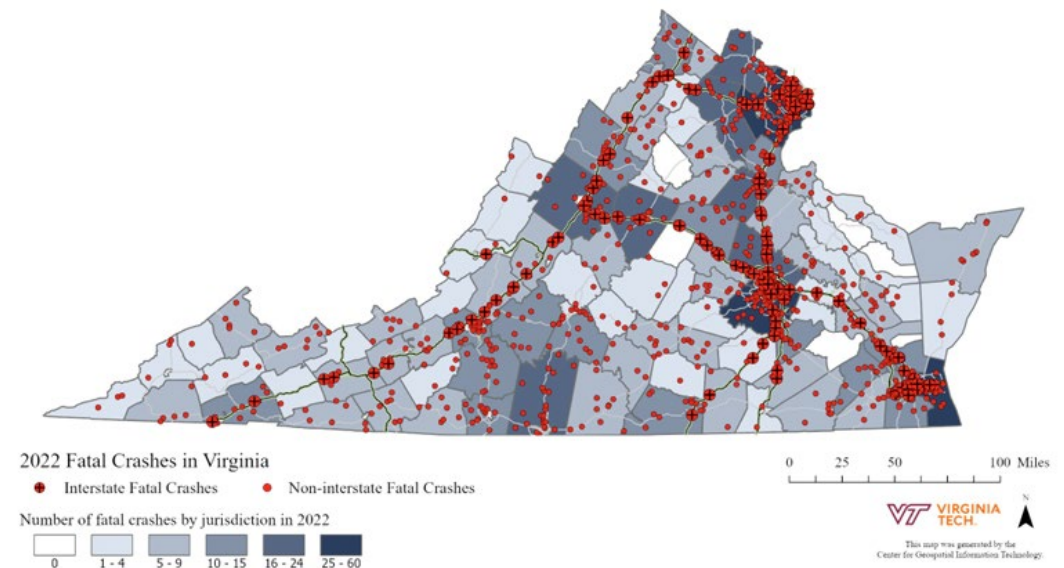 2022 Fatal Crashes in Virginia
Interstate Fatal Crashes Non-interstate Fatal Crashes
Number of fatal crashes by jurisdiction in 2022
0 1 - 4 5 - 9 10 - 15 16 - 24 25 - 60
0 25 50 100 Miles
VT VIRGINIA
TECH.
N
This map was generated by the
Center for Geospatial Information Technology.